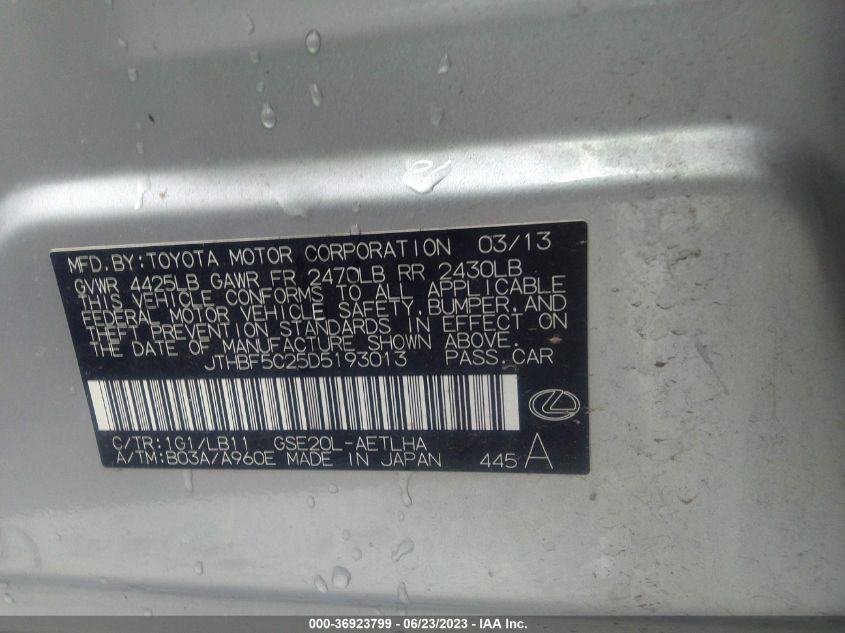 MFD.BY:TOYOTA MOTOR CORPORATION 03/13
GVWR 4425LB GAWR FR 2470LB RR 2430LB
THIS VEHICLE CONFORMS TO ALL APPLICABLE
FEDERAL MOTOR VEHICLE SAFETY,BUMPER,AND
THEFT PREVENTION STANDARDS IN EFFECT ON
THE DATE OF MANUFACTURE SHOWN ABOVE.
JTHBF5C25D5193013 PASS.CAR
C/TR:1G1/LB11 GSE20L-AETLHA
A/TM:B03A/A960E MADE IN JAPAN 445 A
000-36923799 - 06/23/2023 - IAA Inc.